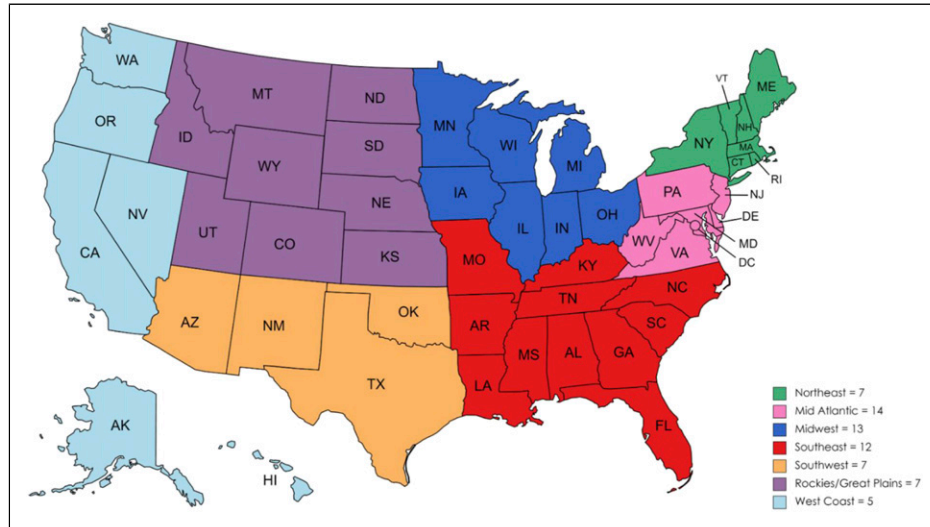 WA
OR
CA
NV
ID
MT
WY
UT
CO
ND
SD
NE
KS
AZ
NM
OK
TX
MN
IA
WI
MI
IL
IN
OH
MO
AR
LA
KY
TN
MS
AL
GA
FL
SC
NC
VT
ME
NH
NY
MA
CT
RI
PA
NJ
DE
MD
DC
WV
VA
AK
HI
Northeast = 7
Mid Atlantic = 14
Midwest = 13
Southeast = 12
Southwest = 7
Rockies/Great Plains = 7
West Coast = 5